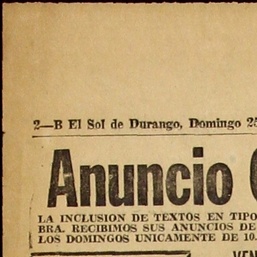 2—B El Sol de Durango, Domingo 25
Anuncio
LA INCLUSION DE TEXTOS EN TIPO
BRA. RECIBIMOS SUS ANUNCIOS DE
LOS DOMINGOS UNICAMENTE DE 10.
VEN